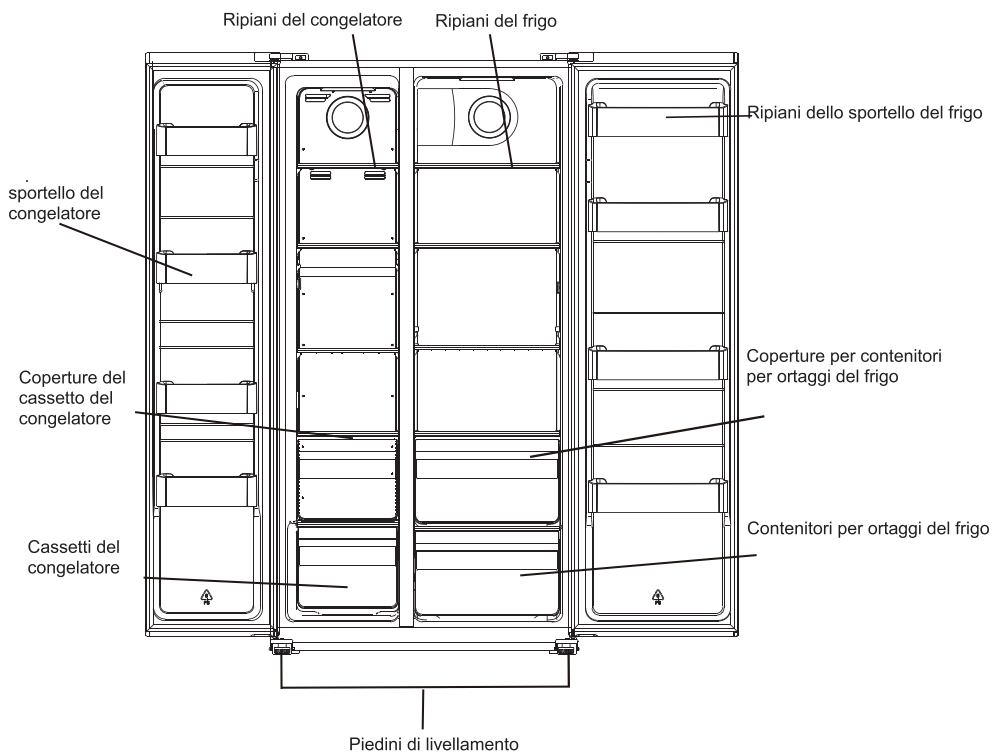 Ripiani del congelatore
Ripiani del frigo
Ripiani dello sportello del frigo
sportello del
congelatore
Coperture per contenitori
per ortaggi del frigo
Coperture del
cassetto del
congelatore
Contenitori per ortaggi del frigo
Cassetti del
congelatore
Piedini di livellamento